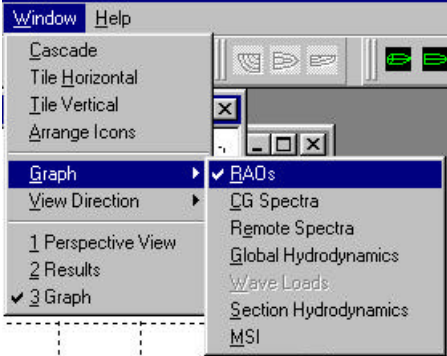 Window Help
Cascade
Tile Horizontal
Tile Vertical
Arrange Icons
Graph
View Direction
1 Perspective View
2 Results
3 Graph
RAOs
CG Spectra
Remote Spectra
Global Hydrodynamics
Wave Loads
Section Hydrodynamics
MSI